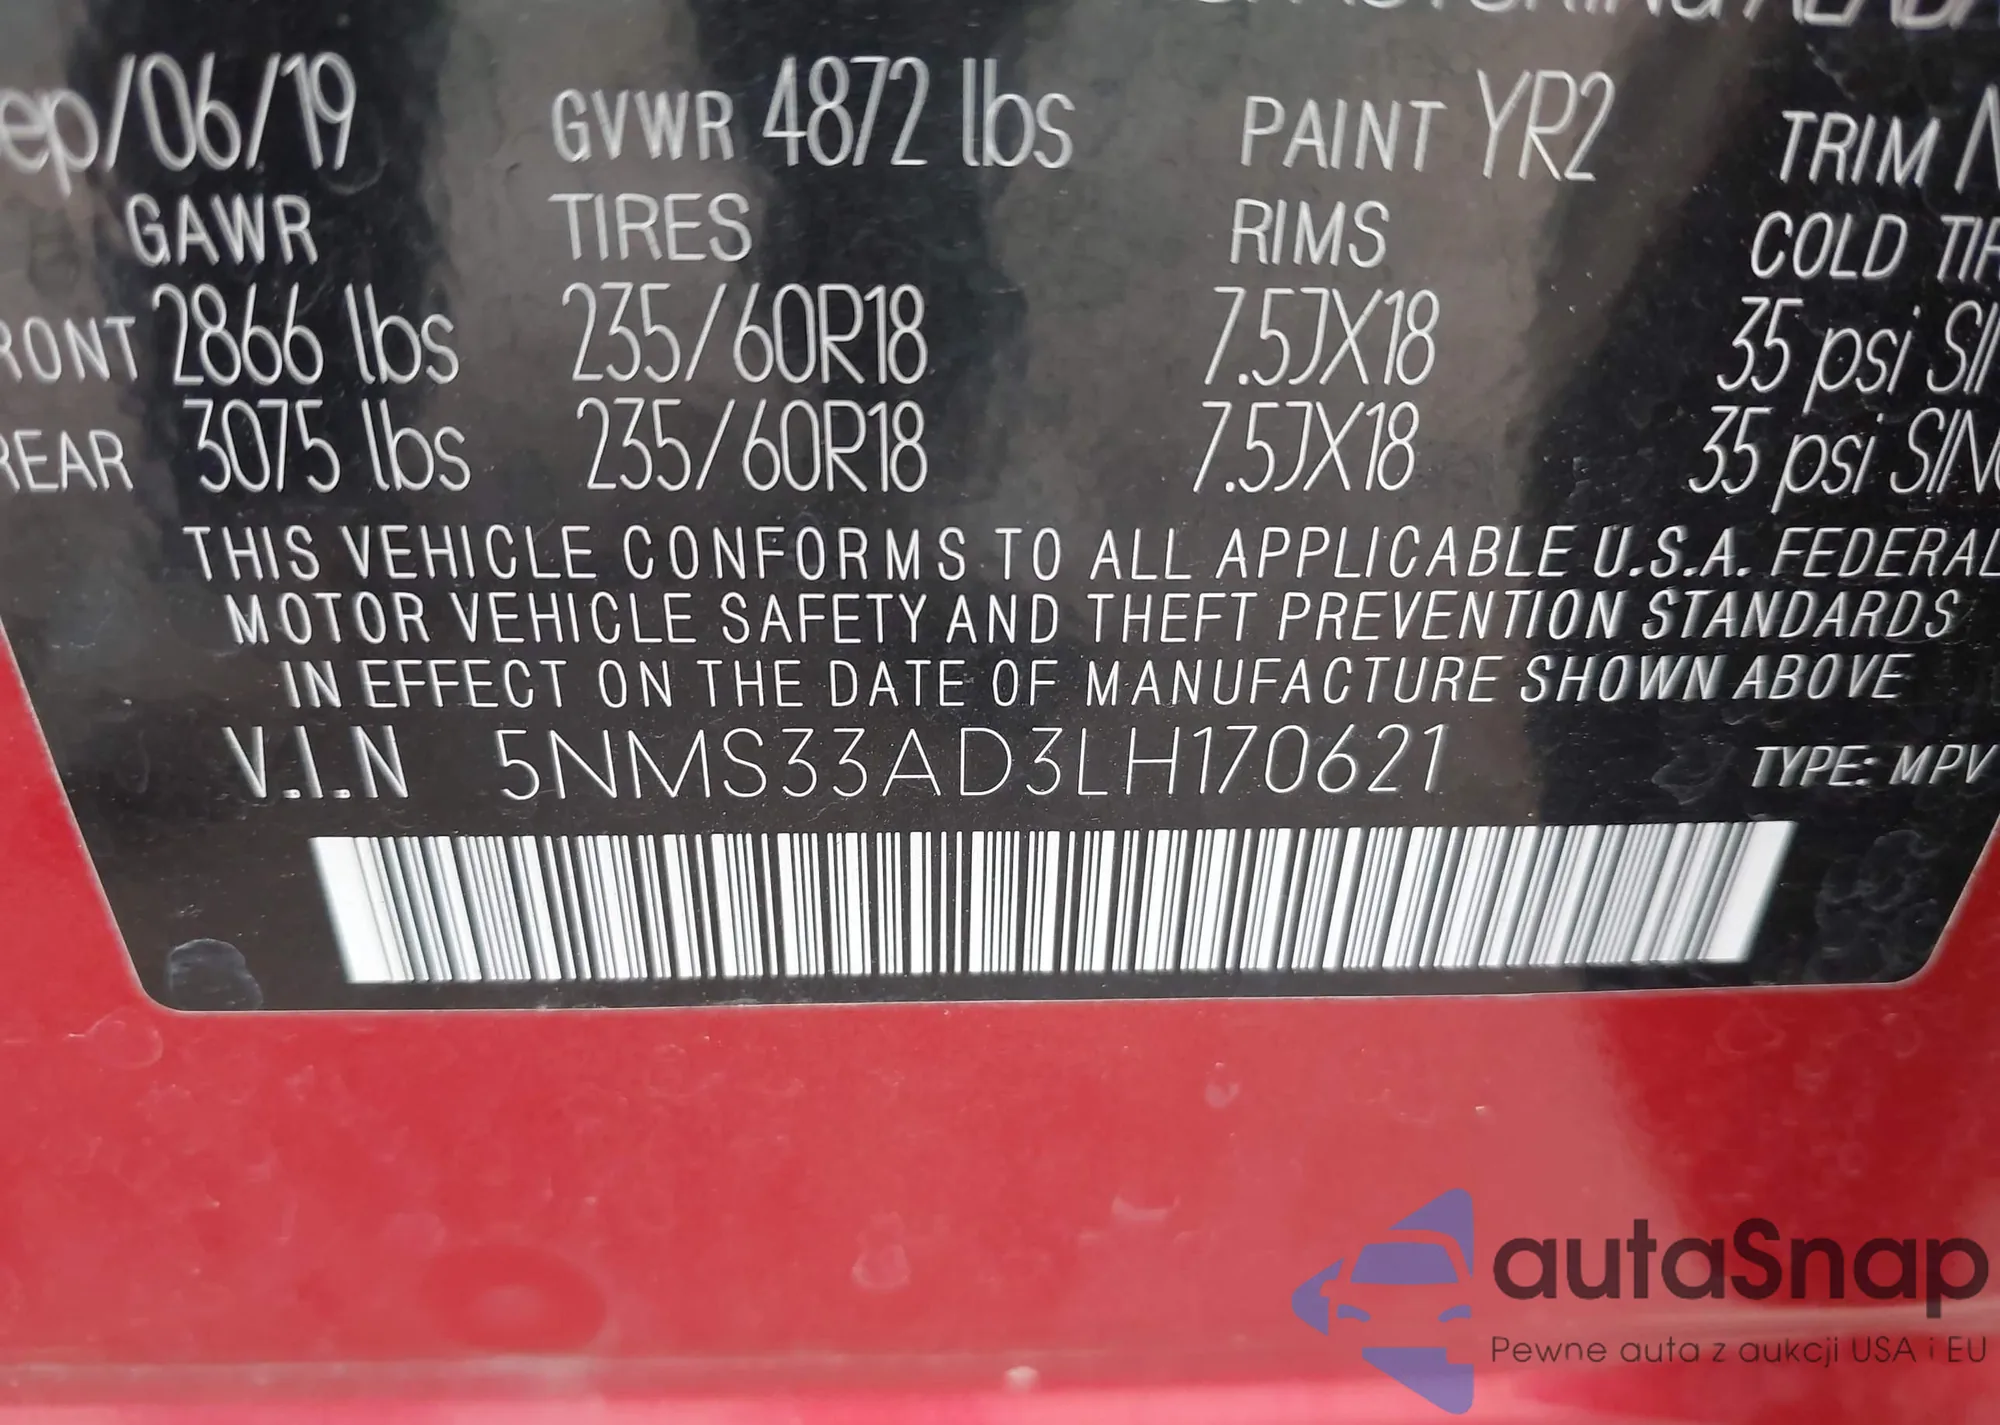 ep/06/19 GVWR 4872 lbs PAINT YR2 TRIM N
GAWR TIRES RIMS COLD TIR
RONT 2866 lbs 235/60R18 7.5JX18 35 psi SIN
REAR 3075 lbs 235/60R18 7.5JX18 35 psi SING
THIS VEHICLE CONFORMS TO ALL APPLICABLE U.S.A. FEDERAL
MOTOR VEHICLE SAFETY AND THEFT PREVENTION STANDARDS
IN EFFECT ON THE DATE OF MANUFACTURE SHOWN ABOVE
V.I.N 5NMS33AD3LH170621 TYPE: MPV
autaSnap
Pewne auta z aukcji USA i EU